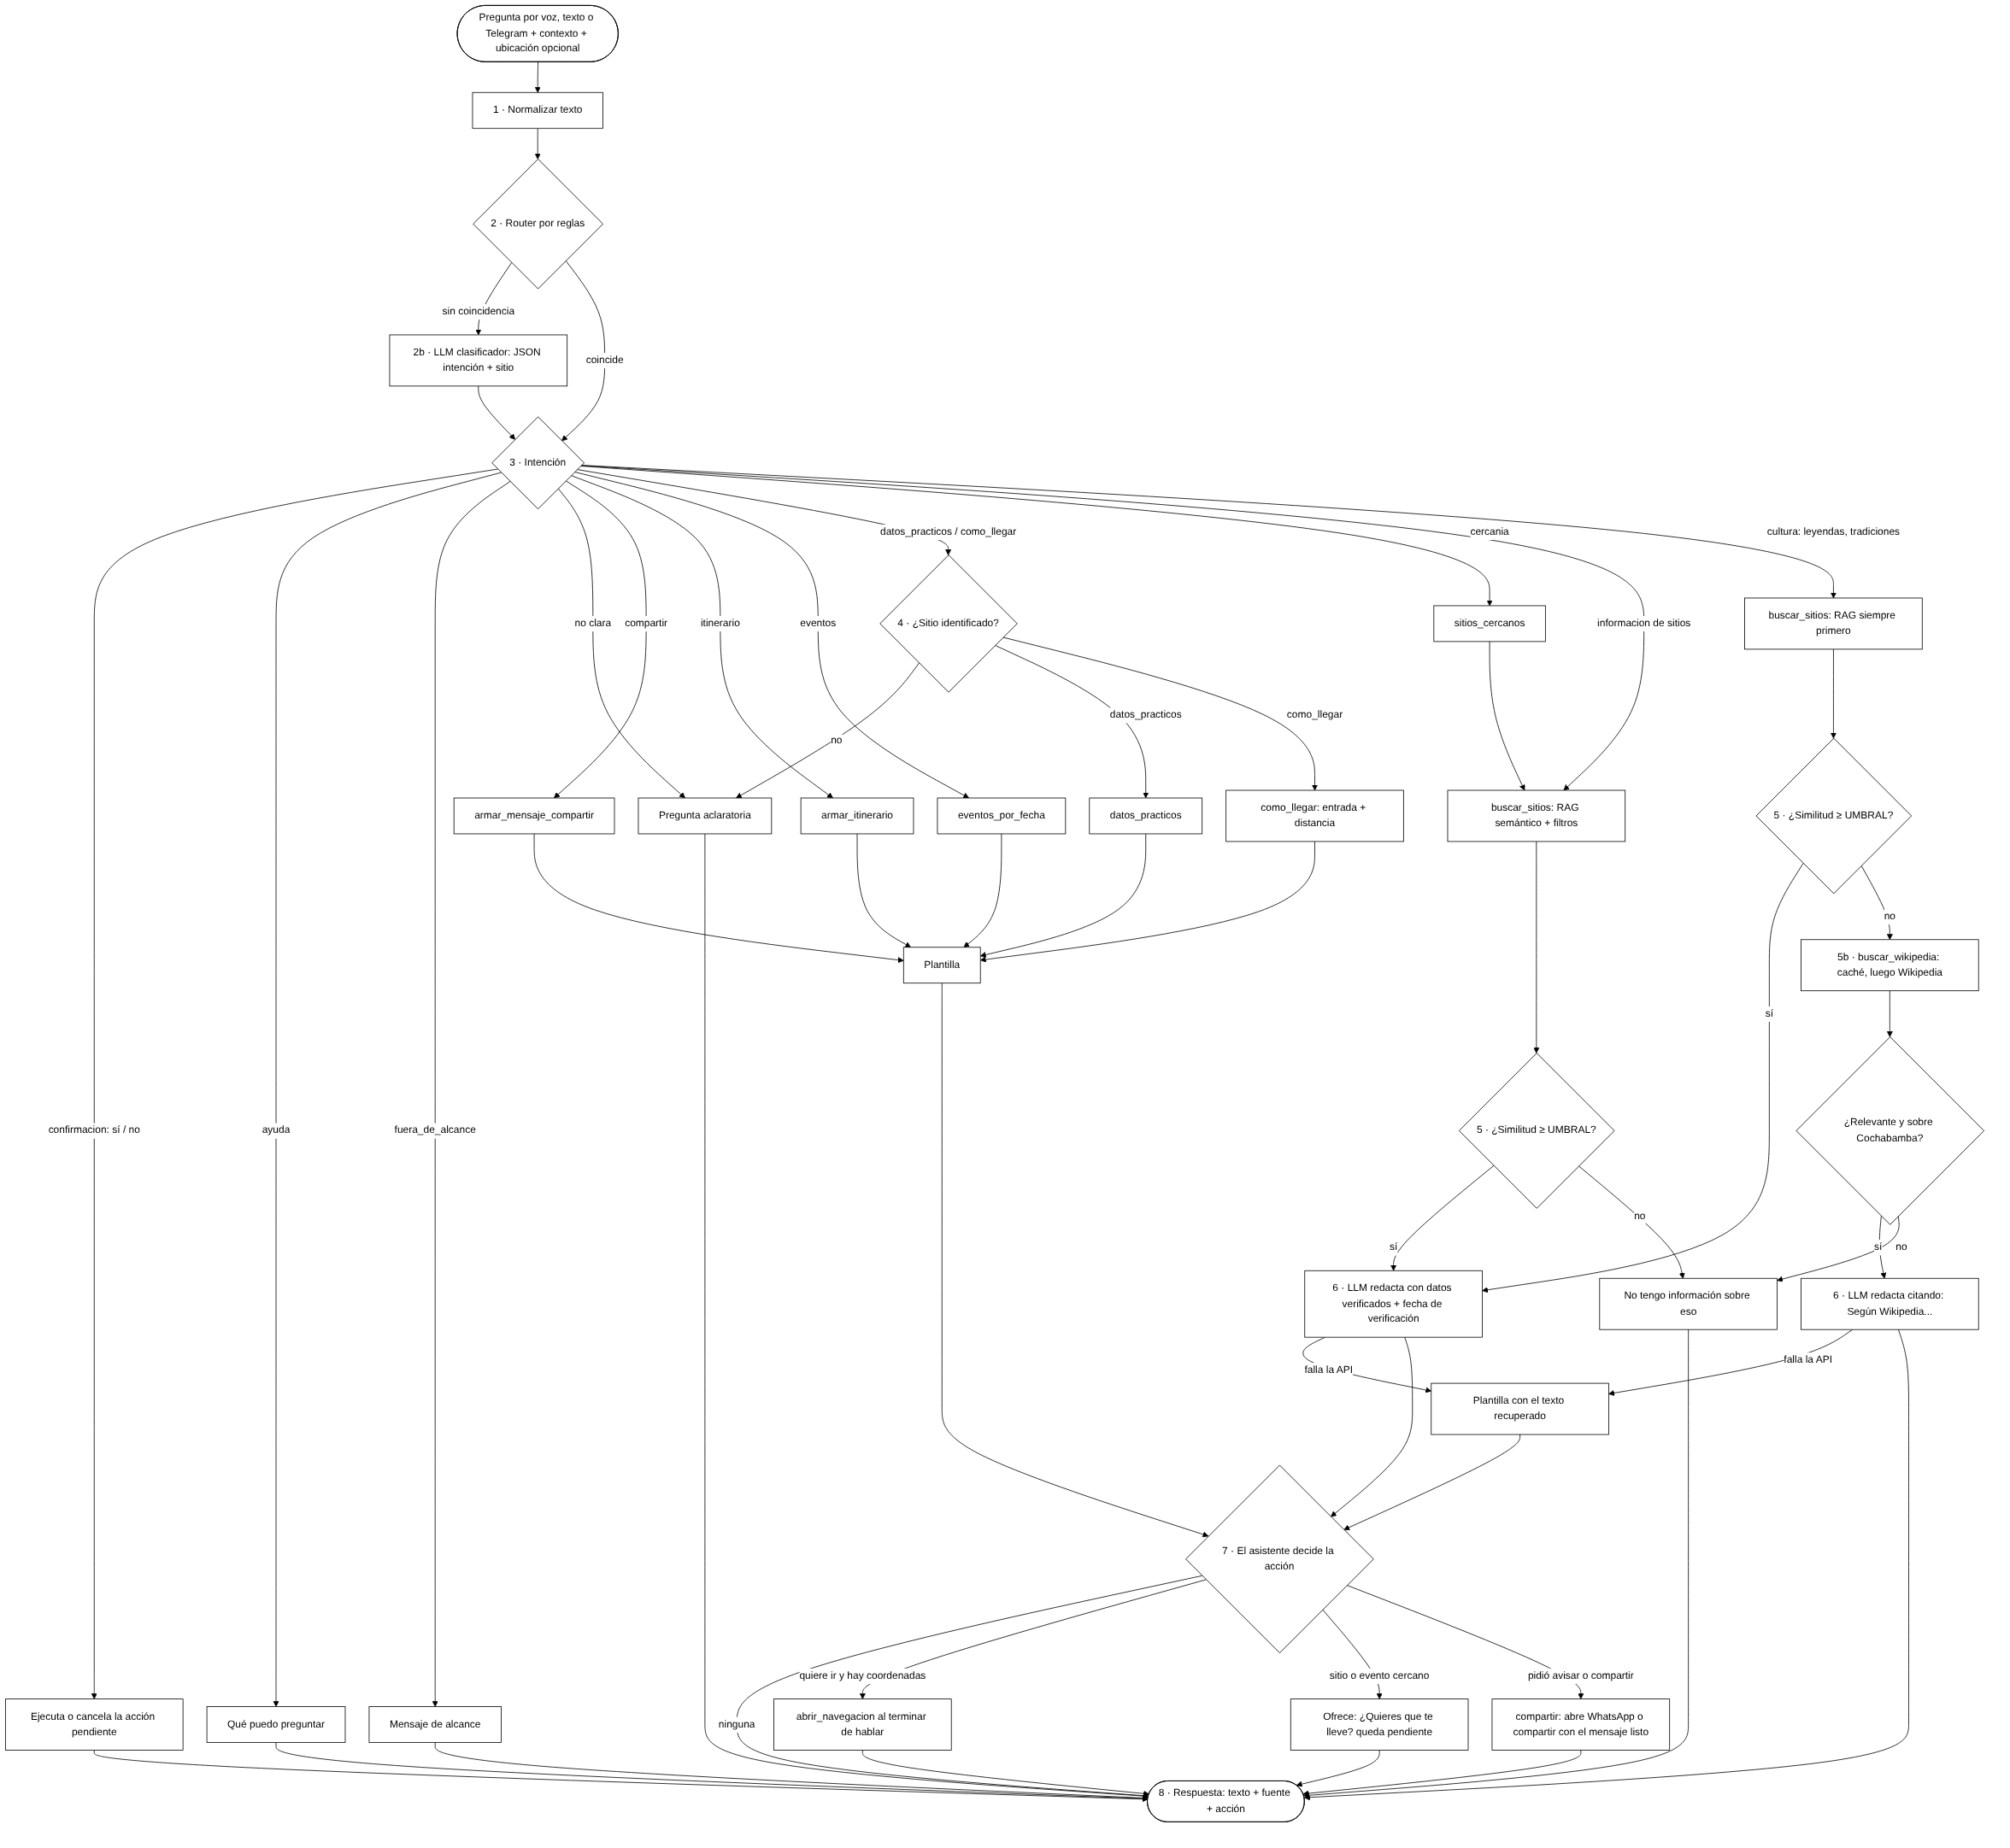 Pregunta por voz, texto o
Telegram + contexto +
ubicación opcional
1 · Normalizar texto
2 · Router por reglas
sin coincidencia
2b · LLM clasificador: JSON
intención + sitio
coincide
3 · Intención
datos_practicos / como_llegar
cercania
cultura: leyendas, tradiciones
no clara
compartir
itinerario
eventos
4 · ¿Sitio identificado?
sitios_cercanos
informacion de sitios
buscar_sitios: RAG siempre
primero
datos_practicos
como_llegar
no
armar_mensaje_compartir
Pregunta aclaratoria
armar_itinerario
eventos_por_fecha
datos_practicos
como_llegar: entrada +
distancia
buscar_sitios: RAG
semántico + filtros
5 · ¿Similitud ≥ UMBRAL?
no
Plantilla
5b · buscar_wikipedia:
caché, luego Wikipedia
sí
confirmacion: sí / no
ayuda
fuera_de_alcance
5 · ¿Similitud ≥ UMBRAL?
¿Relevante y sobre
Cochabamba?
no
sí
sí
no
6 · LLM redacta con datos
verificados + fecha de
verificación
No tengo información sobre
eso
6 · LLM redacta citando:
Según Wikipedia...
falla la API
falla la API
Plantilla con el texto
recuperado
7 · El asistente decide la
acción
quiere ir y hay coordenadas
sitio o evento cercano
pidió avisar o compartir
Ejecuta o cancela la acción
pendiente
Qué puedo preguntar
Mensaje de alcance
ninguna
abrir_navegacion al terminar
de hablar
Ofrece: ¿Quieres que te
lleve? queda pendiente
compartir: abre WhatsApp o
compartir con el mensaje listo
8 · Respuesta: texto + fuente
+ acción